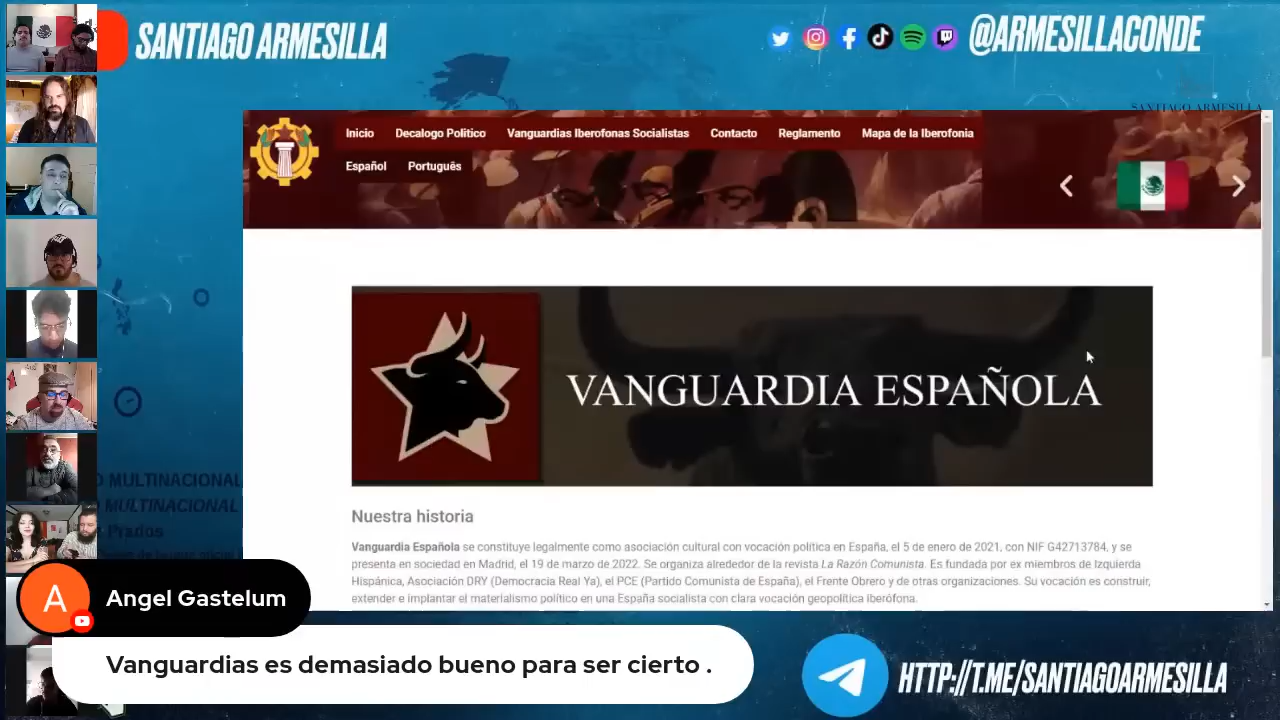 SANTIAGO ARMESILLA
@ARMESILLACONDE
SANTIAGO ARMESILLA
Inicio Decalogo Politico Vanguardias Iberofonas Socialistas Contacto Reglamento Mapa de la Iberofonia
Español Português
VANGUARDIA ESPAÑOLA
MULTINACIONAL
MULTINACIONAL
Prados
Nuestra historia
Vanguardia Española se constituye legalmente como asociación cultural con vocación política en España, el 5 de enero de 2021, con NIF G42713784, y se
presenta en sociedad en Madrid, el 19 de marzo de 2022. Se organiza alrededor de la revista La Razón Comunista. Es fundada por ex miembros de Izquierda
Hispánica, Asociación DRY (Democracia Real Ya), el PCE (Partido Comunista de España), el Frente Obrero y de otras organizaciones. Su vocación es construir,
extender e implantar el materialismo político en una España socialista con clara vocación geopolítica iberófona.
A
Angel Gastelum
Vanguardias es demasiado bueno para ser cierto .
HTTP://T.ME/SANTIAGOARMESILLA